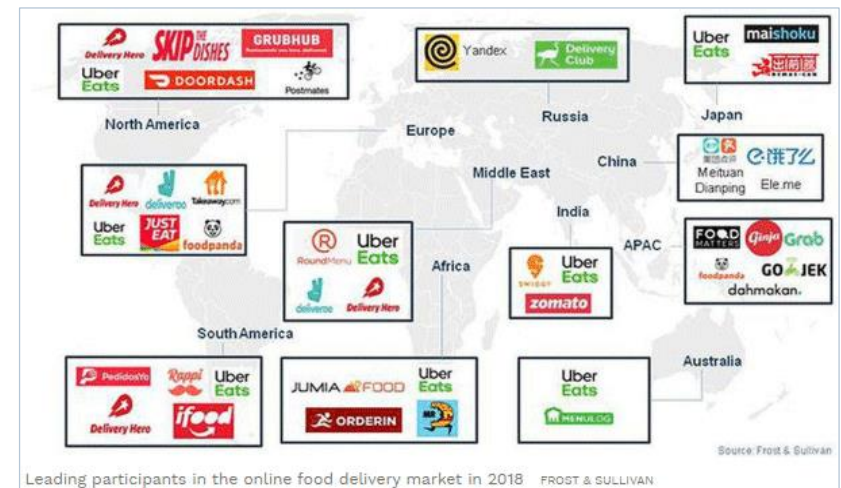 Delivery Hero
SKIP THE DISHES
GRUBHUB
Uber Eats
DOORDASH
Postmates
North America
Yandex
Delivery Club
Russia
Uber Eats
maishoku
出前館
DEMAE-CAN
Japan
Europe
Delivery Hero
deliveroo
Takeaway.com
Uber Eats
JUST EAT
foodpanda
Middle East
RoundMenu
Uber Eats
deliveroo
Delivery Hero
China
美团点评
Meituan Dianping
饿了么
Ele.me
India
SWIGGY
Uber Eats
zomato
APAC
FOOD MATTERS
Ginja
Grab
foodpanda
GO JEK
dahmakan.
Africa
JUMIA FOOD
Uber Eats
ORDERIN
MR D
South America
PedidosYa
Rappi
Uber Eats
Delivery Hero
ifood
Australia
Uber Eats
MENULOG
Source: Frost & Sullivan
Leading participants in the online food delivery market in 2018 FROST & SULLIVAN